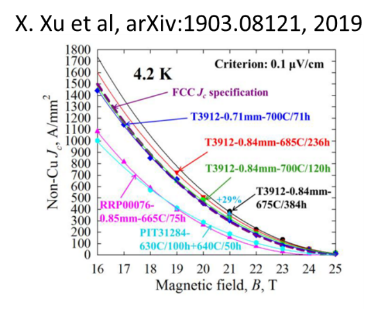 X. Xu et al, arXiv:1903.08121, 2019
1800
1700
1600
1500
1400
1300
1200
1100
1000
900
800
700
600
500
400
300
200
100
0
Non-Cu Jc, A/mm²
4.2 K
Criterion: 0.1 μV/cm
FCC Jc specification
T3912-0.71mm-700C/71h
T3912-0.84mm-685C/236h
T3912-0.84mm-700C/120h
+29%
T3912-0.84mm-
675C/384h
RRP00076-
0.85mm-665C/75h
PIT31284-
630C/100h+640C/50h
16 17 18 19 20 21 22 23 24 25
Magnetic field, B, T